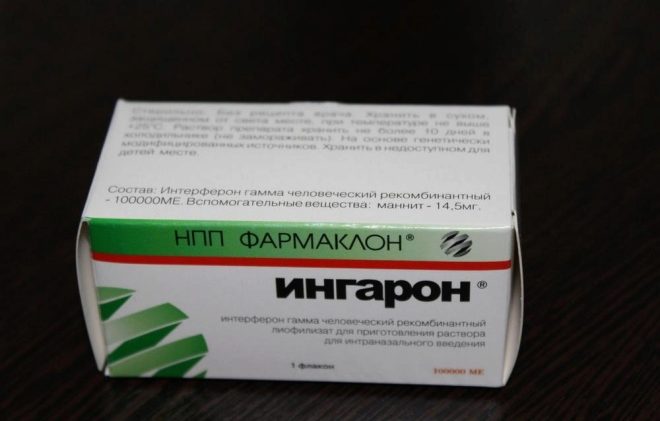 Стерильно. Без рецепта врача. Хранить в сухом,
защищенном от света месте, при температуре не выше
+25°С. Раствор препарата хранить не более 10 дней в
холодильнике (не замораживать). На основе генетически
модифицированных источников. Хранить в недоступном для
детей месте.
Состав: Интерферон гамма человеческий рекомбинантный
- 100000МЕ. Вспомогательные вещества: маннит - 14,5мг.
НПП ФАРМАКЛОН®
ингарон®
интерферон гамма человеческий рекомбинантный
лиофилизат для приготовления раствора
для интраназального введения
1 флакон
100000 МЕ